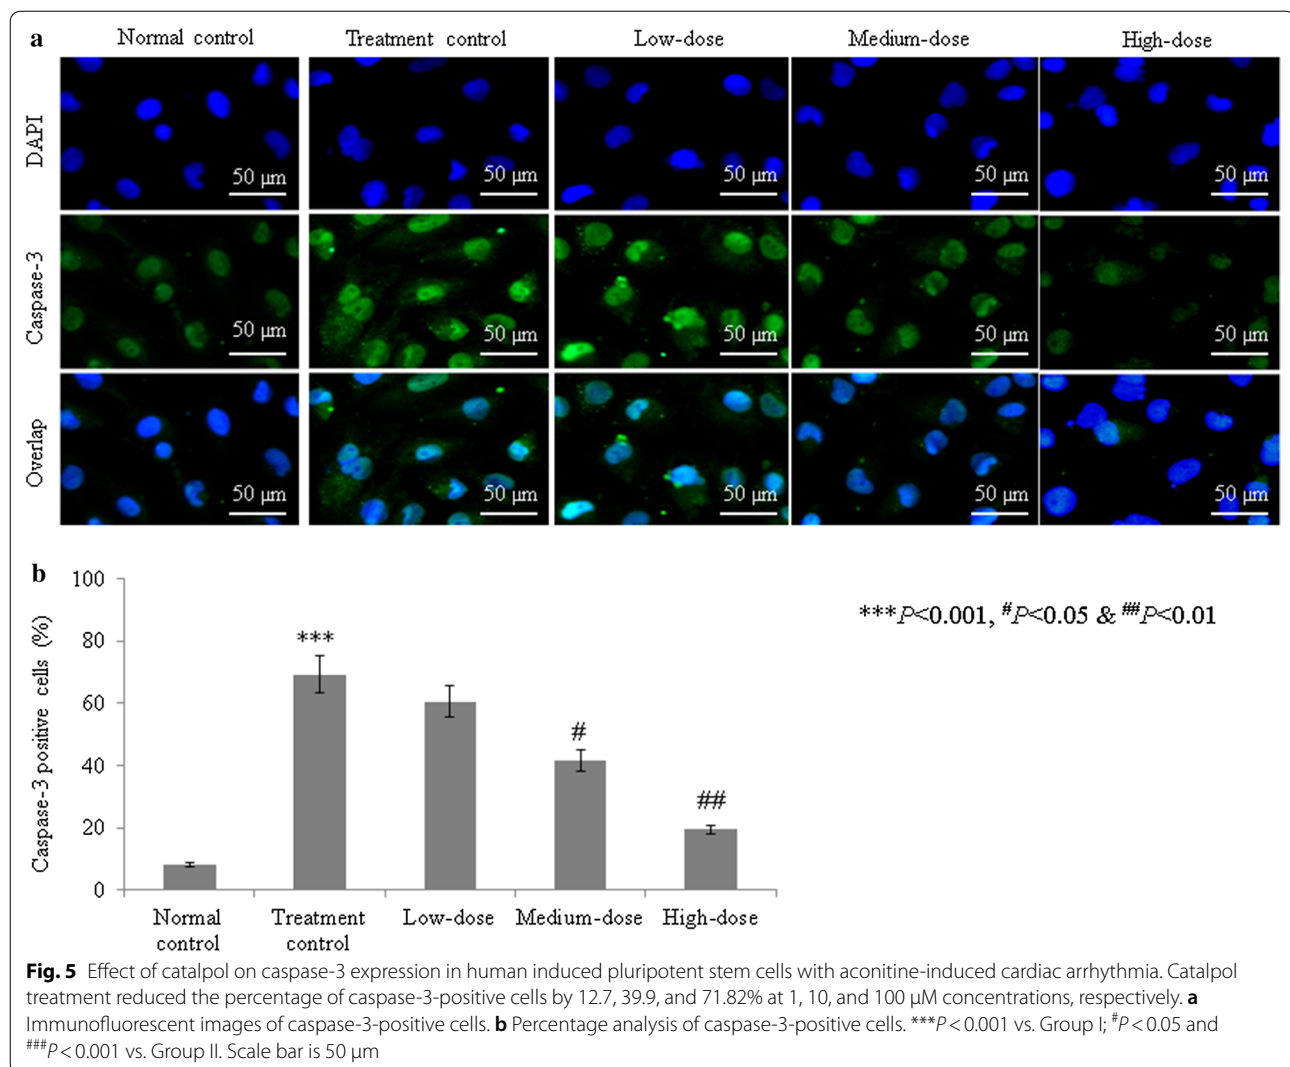 a
Normal control Treatment control Low-dose Medium-dose High-dose
DAPI
50 μm 50 μm 50 μm 50 μm 50 μm
Caspase-3
50 μm 50 μm 50 μm 50 μm 50 μm
Overlap
50 μm 50 μm 50 μm 50 μm 50 μm
b
Caspase-3 positive cells (%)
100
80
60
40
20
0
***
#
##
***P<0.001, #P<0.05 & ##P<0.01
Normal control
Treatment control
Low-dose
Medium-dose
High-dose
Fig. 5 Effect of catalpol on caspase-3 expression in human induced pluripotent stem cells with aconitine-induced cardiac arrhythmia. Catalpol
treatment reduced the percentage of caspase-3-positive cells by 12.7, 39.9, and 71.82% at 1, 10, and 100 μM concentrations, respectively. a
Immunofluorescent images of caspase-3-positive cells. b Percentage analysis of caspase-3-positive cells. ***P < 0.001 vs. Group I; #P < 0.05 and
###P < 0.001 vs. Group II. Scale bar is 50 μm